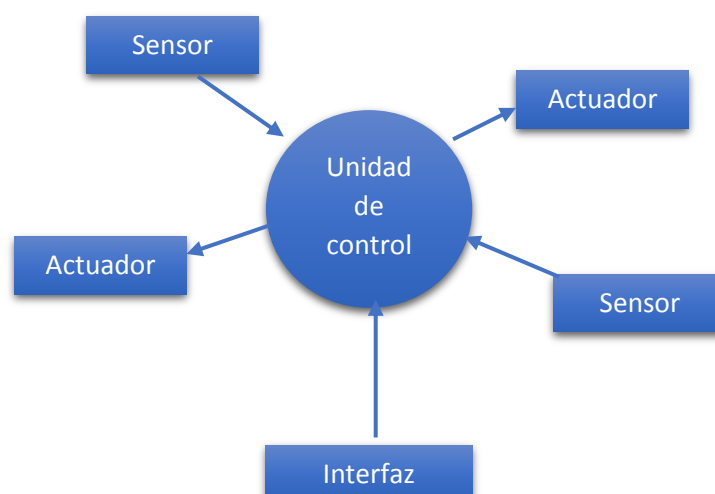 Sensor
Actuador
Unidad
de
control
Actuador
Sensor
Interfaz